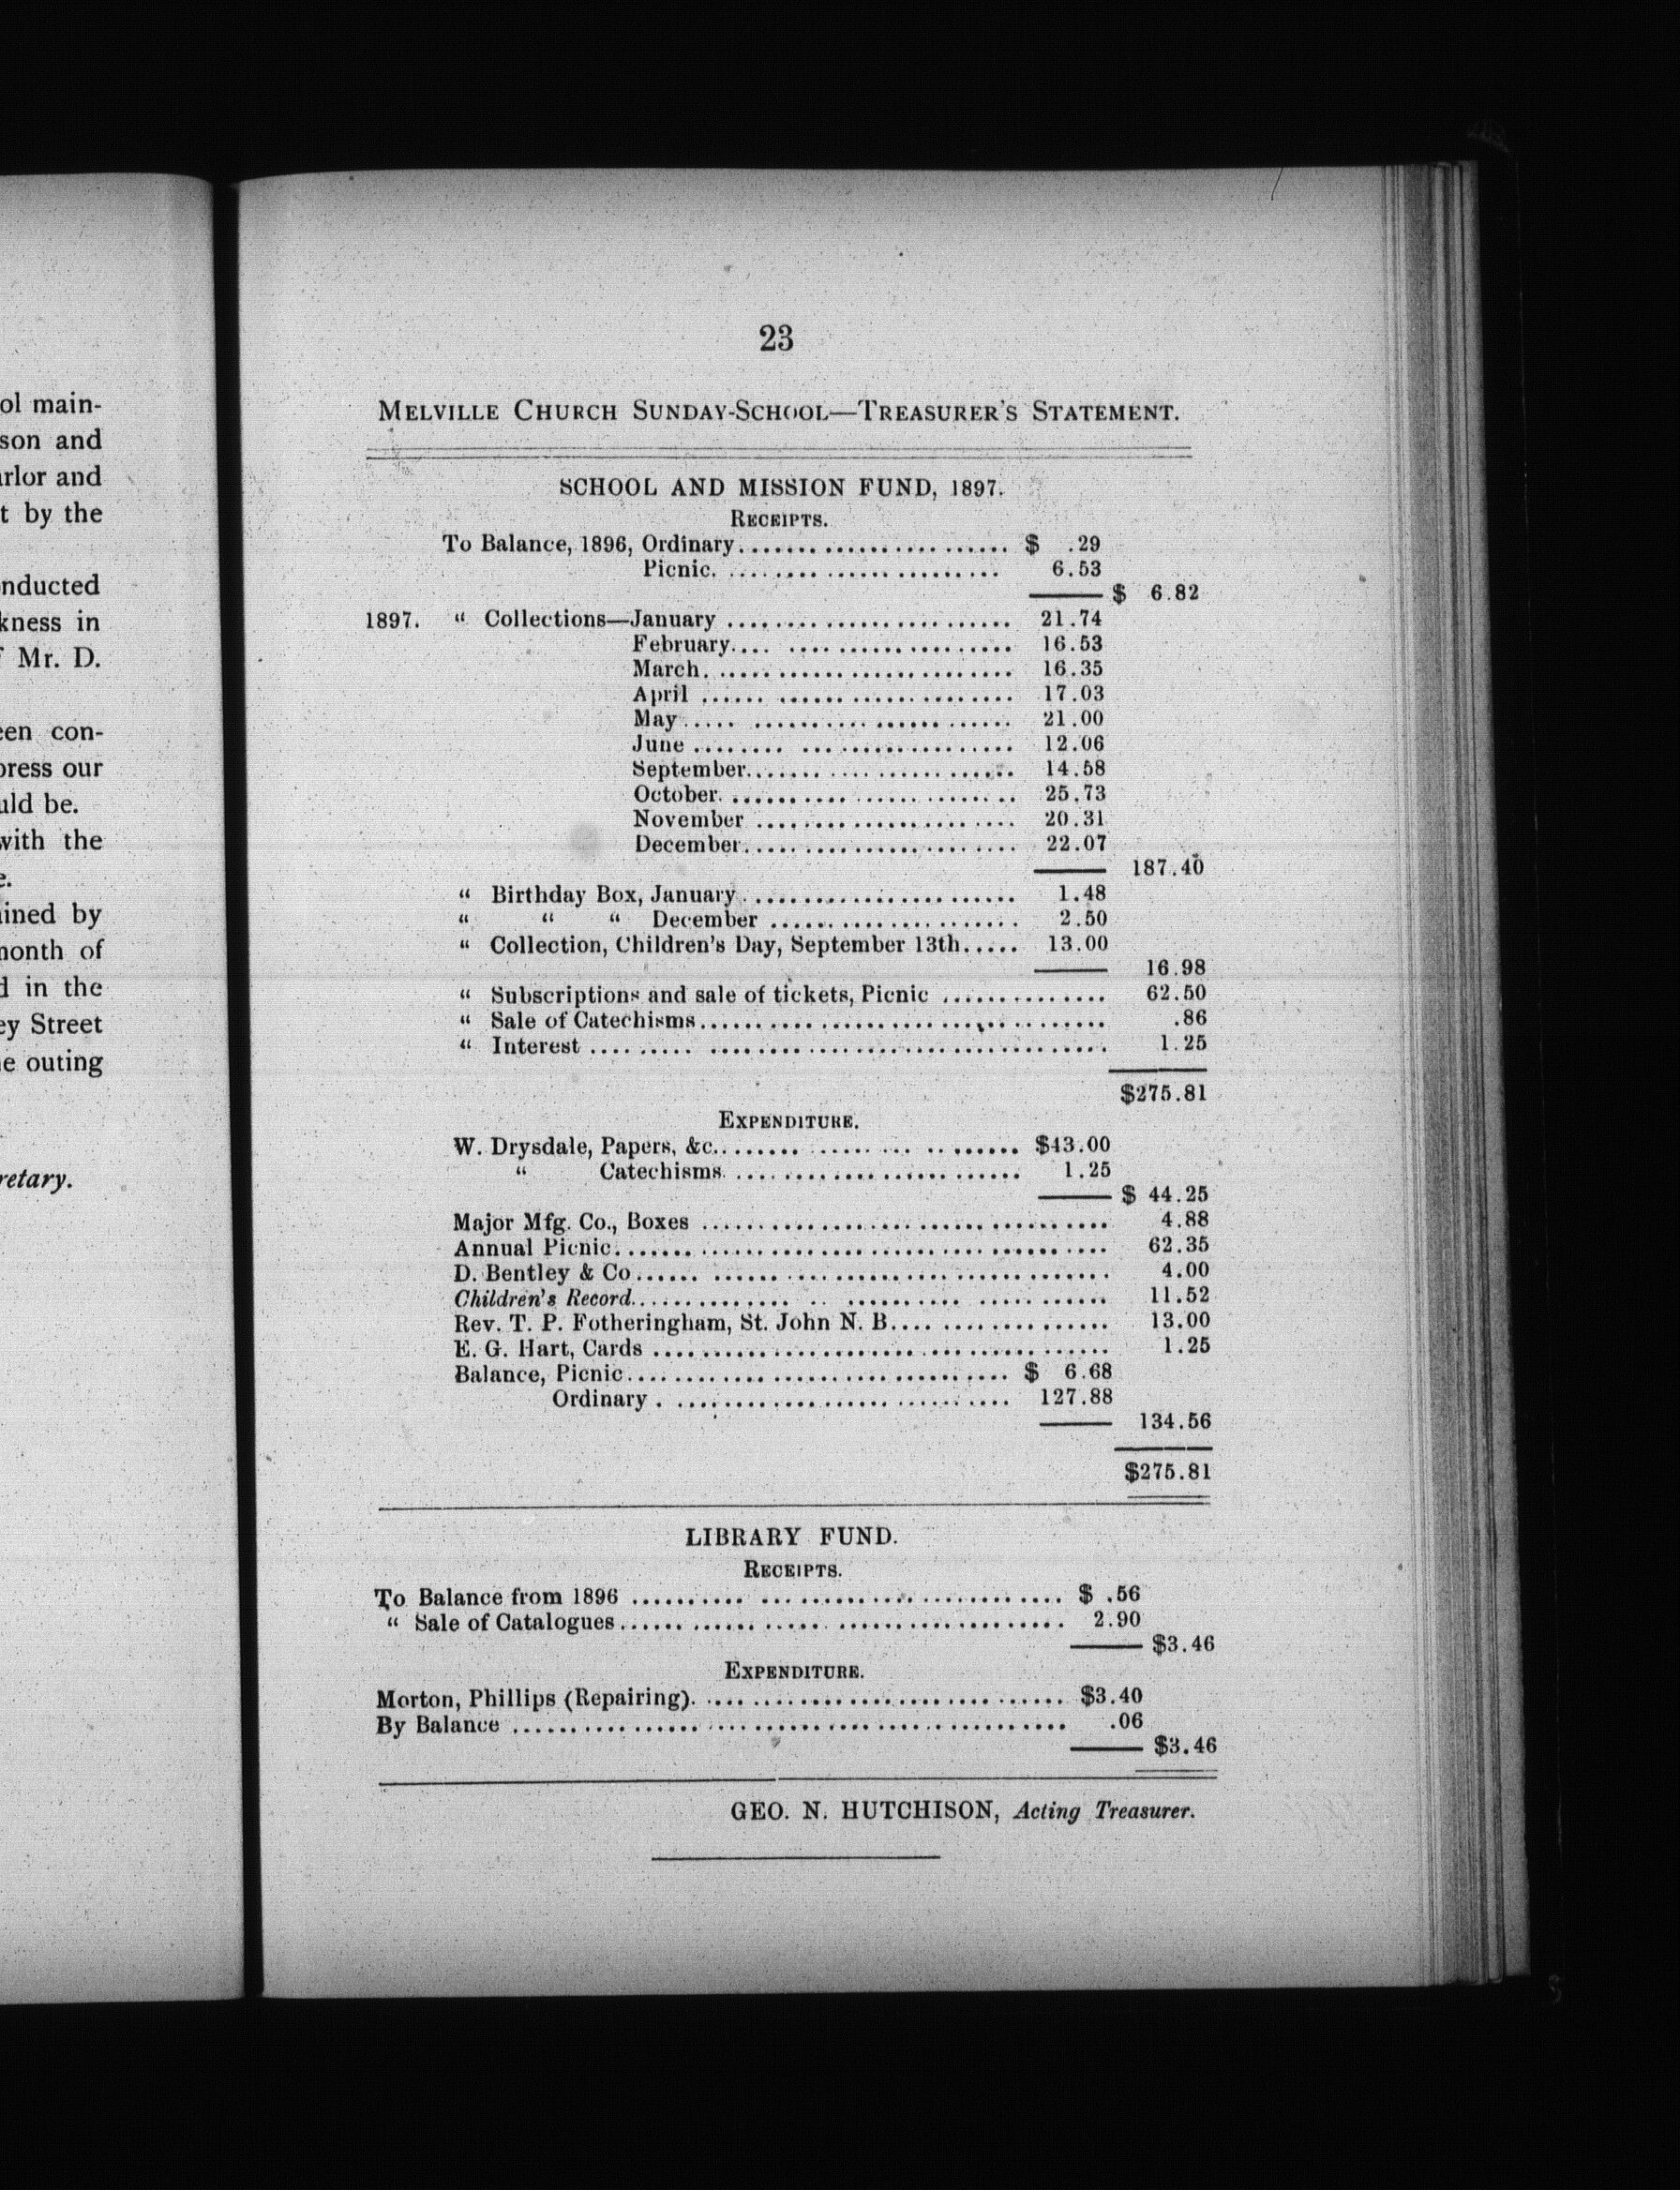 ol main-
son and
rlor and
t by the
nducted
kness in
Mr. D.
en con-
press our
uld be.
with the
e.
ined by
month of
d in the
ey Street
e outing
retary.
23
MELVILLE CHURCH SUNDAY-SCHOOL—TREASURER'S STATEMENT.
SCHOOL AND MISSION FUND, 1897.
RECEIPTS.
To Balance, 1896, Ordinary........................ $ .29
Picnic. ........................ 6.53
$ 6.82
1897. “ Collections—January ........................ 21.74
February.... ..................... 16.53
March. ........................ 16.35
April ...... ..................... 17.03
May..... ..................... 21.00
June ........ .................. 12.06
September........................ 14.58
October. ........................ 25.73
November ...................... 20.31
December........................ 22.07
187.40
“ Birthday Box, January ...................... 1.48
“ “ “ December ..................... 2.50
“ Collection, Children's Day, September 13th..... 13.00
16.98
“ Subscriptions and sale of tickets, Picnic .............. 62.50
“ Sale of Catechisms.................................... .86
“ Interest ......... .................................. 1.25
$275.81
EXPENDITURE.
W. Drysdale, Papers, &c......... ...... ... ........ $43.00
“ Catechisms. ........................ 1.25
$ 44.25
Major Mfg. Co., Boxes .................................... 4.88
Annual Picnic............................................ 62.35
D. Bentley & Co...... .................................. 4.00
Children's Record.............. .. .......... ........... 11.52
Rev. T. P. Fotheringham, St. John N. B.... ................ 13.00
E. G. Hart, Cards ........................................ 1.25
Balance, Picnic.................................. $ 6.68
Ordinary . ............................ 127.88
134.56
$275.81
LIBRARY FUND.
RECEIPTS.
To Balance from 1896 .......... .............................. $ .56
“ Sale of Catalogues...... ...... ..... ....................... 2.90
$3.46
EXPENDITURE.
Morton, Phillips (Repairing). ............................... $3.40
By Balance ............................................... .06
$3.46
GEO. N. HUTCHISON, Acting Treasurer.